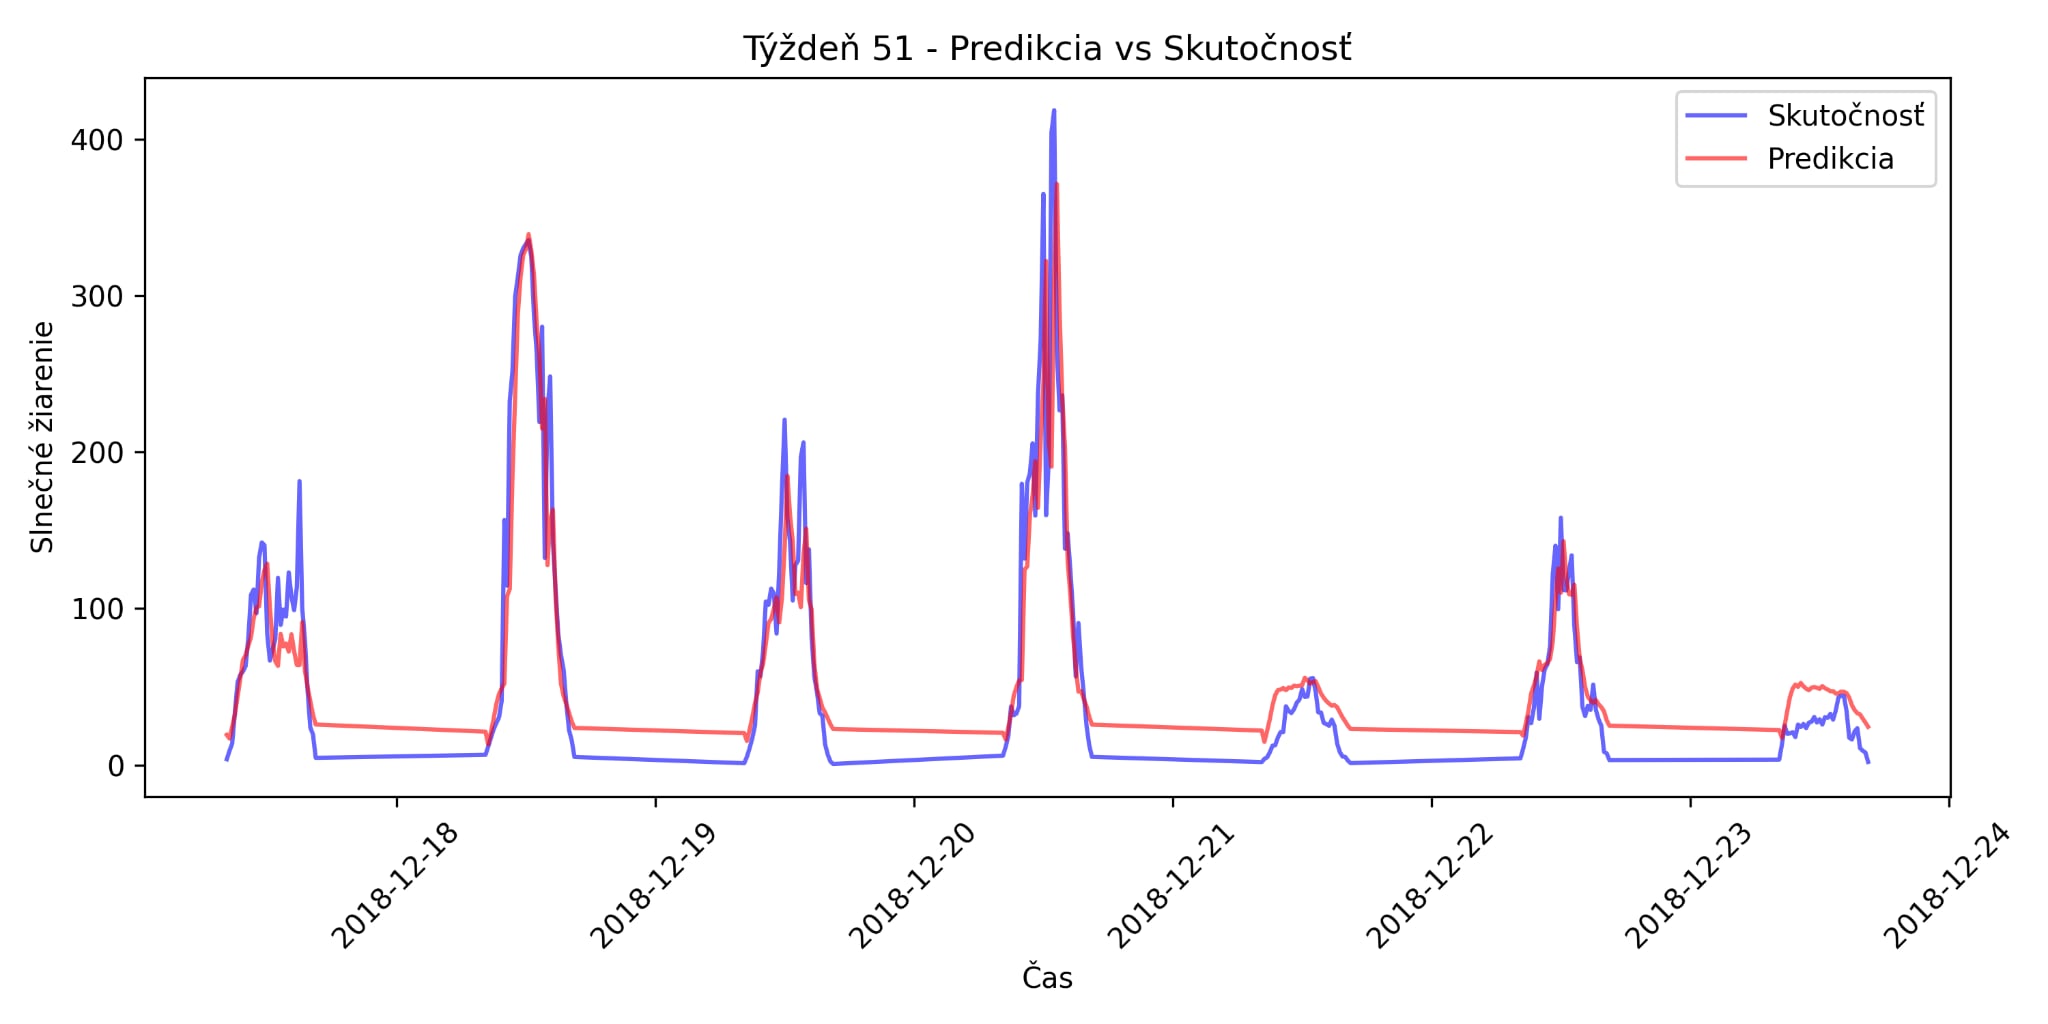 Týždeň 51 - Predikcia vs Skutočnosť
Skutočnosť
Predikcia
Slnečné žiarenie
400
300
200
100
0
2018-12-18
2018-12-19
2018-12-20
2018-12-21
2018-12-22
2018-12-23
2018-12-24
Čas